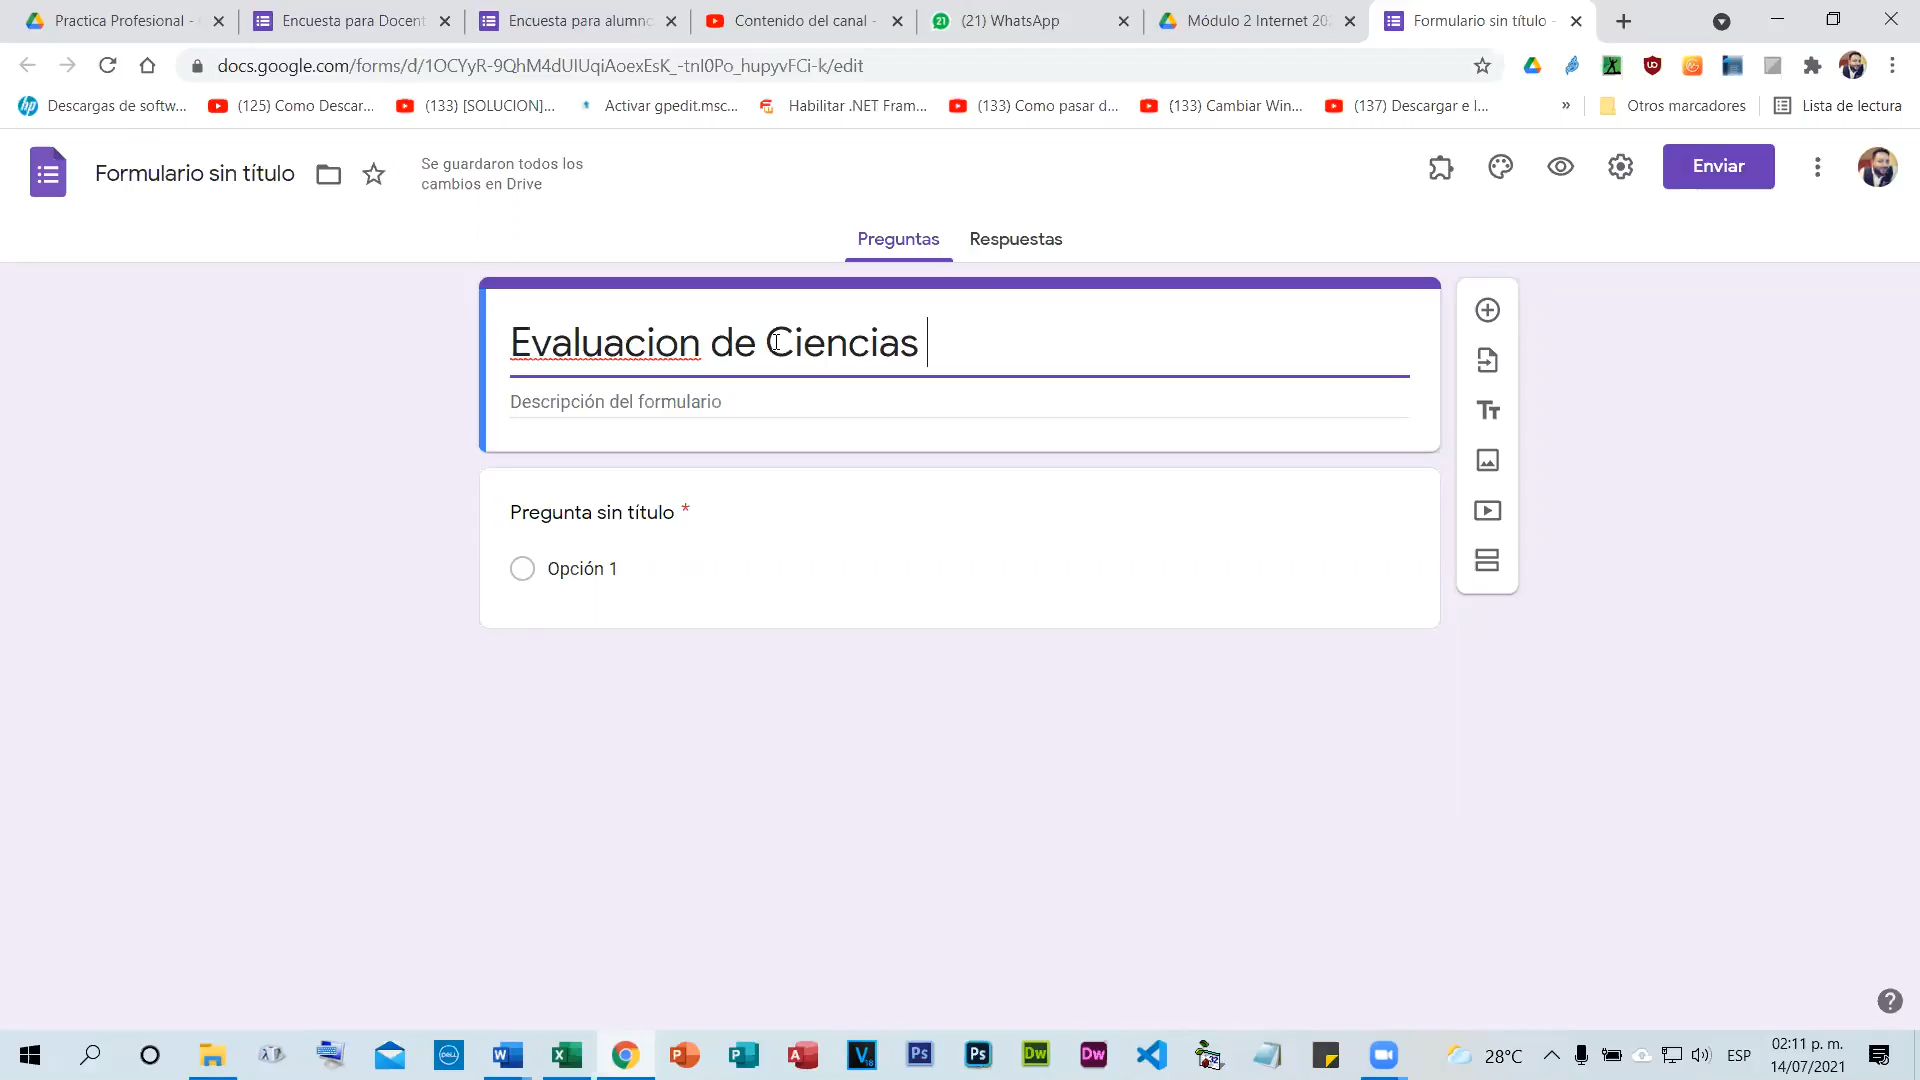 Practica Profesional -
Encuesta para Docent
Encuesta para alumno
Contenido del canal -
(21) WhatsApp
Módulo 2 Internet 202
Formulario sin título -
docs.google.com/forms/d/1OCYyR-9QhM4dUIUqiAoexEsK_-tnI0Po_hupyvFCi-k/edit
Descargas de softw...
(125) Como Descar...
(133) [SOLUCION]...
Activar gpedit.msc...
Habilitar .NET Fram...
(133) Como pasar d...
(133) Cambiar Win...
(137) Descargar e I...
»
Otros marcadores
Lista de lectura
Formulario sin título
Se guardaron todos los
cambios en Drive
Enviar
Preguntas
Respuestas
Evaluacion de Ciencias
Descripción del formulario
Pregunta sin título *
Opción 1
28°C
ESP
02:11 p. m.
14/07/2021